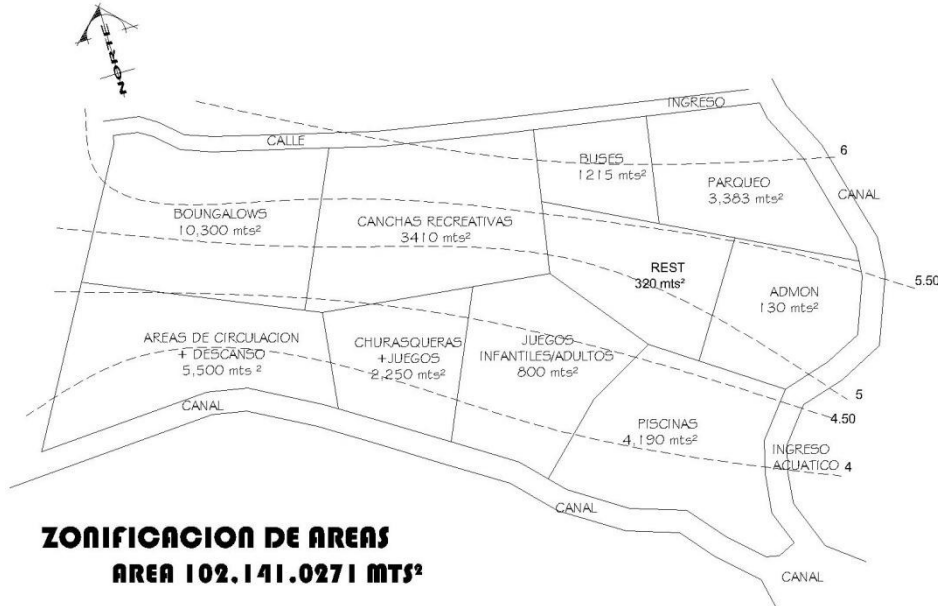 NORTE
INGRESO
CALLE
6
BUSES
1215 mts²
PARQUEO
3,383 mts²
CANAL
BOUNGALOWS
10,300 mts²
CANCHAS RECREATIVAS
3410 mts²
REST
320 mts²
5.50
ADMON
130 mts²
AREAS DE CIRCULACION
+ DESCANSO
5,500 mts ²
CHURASQUERAS
+JUEGOS
2,250 mts²
JUEGOS
INFANTILES/ADULTOS
800 mts²
5
CANAL
4.50
PISCINAS
4,190 mts²
INGRESO
ACUATICO
4
CANAL
ZONIFICACION DE AREAS
AREA 102.141.0271 MTS²
CANAL